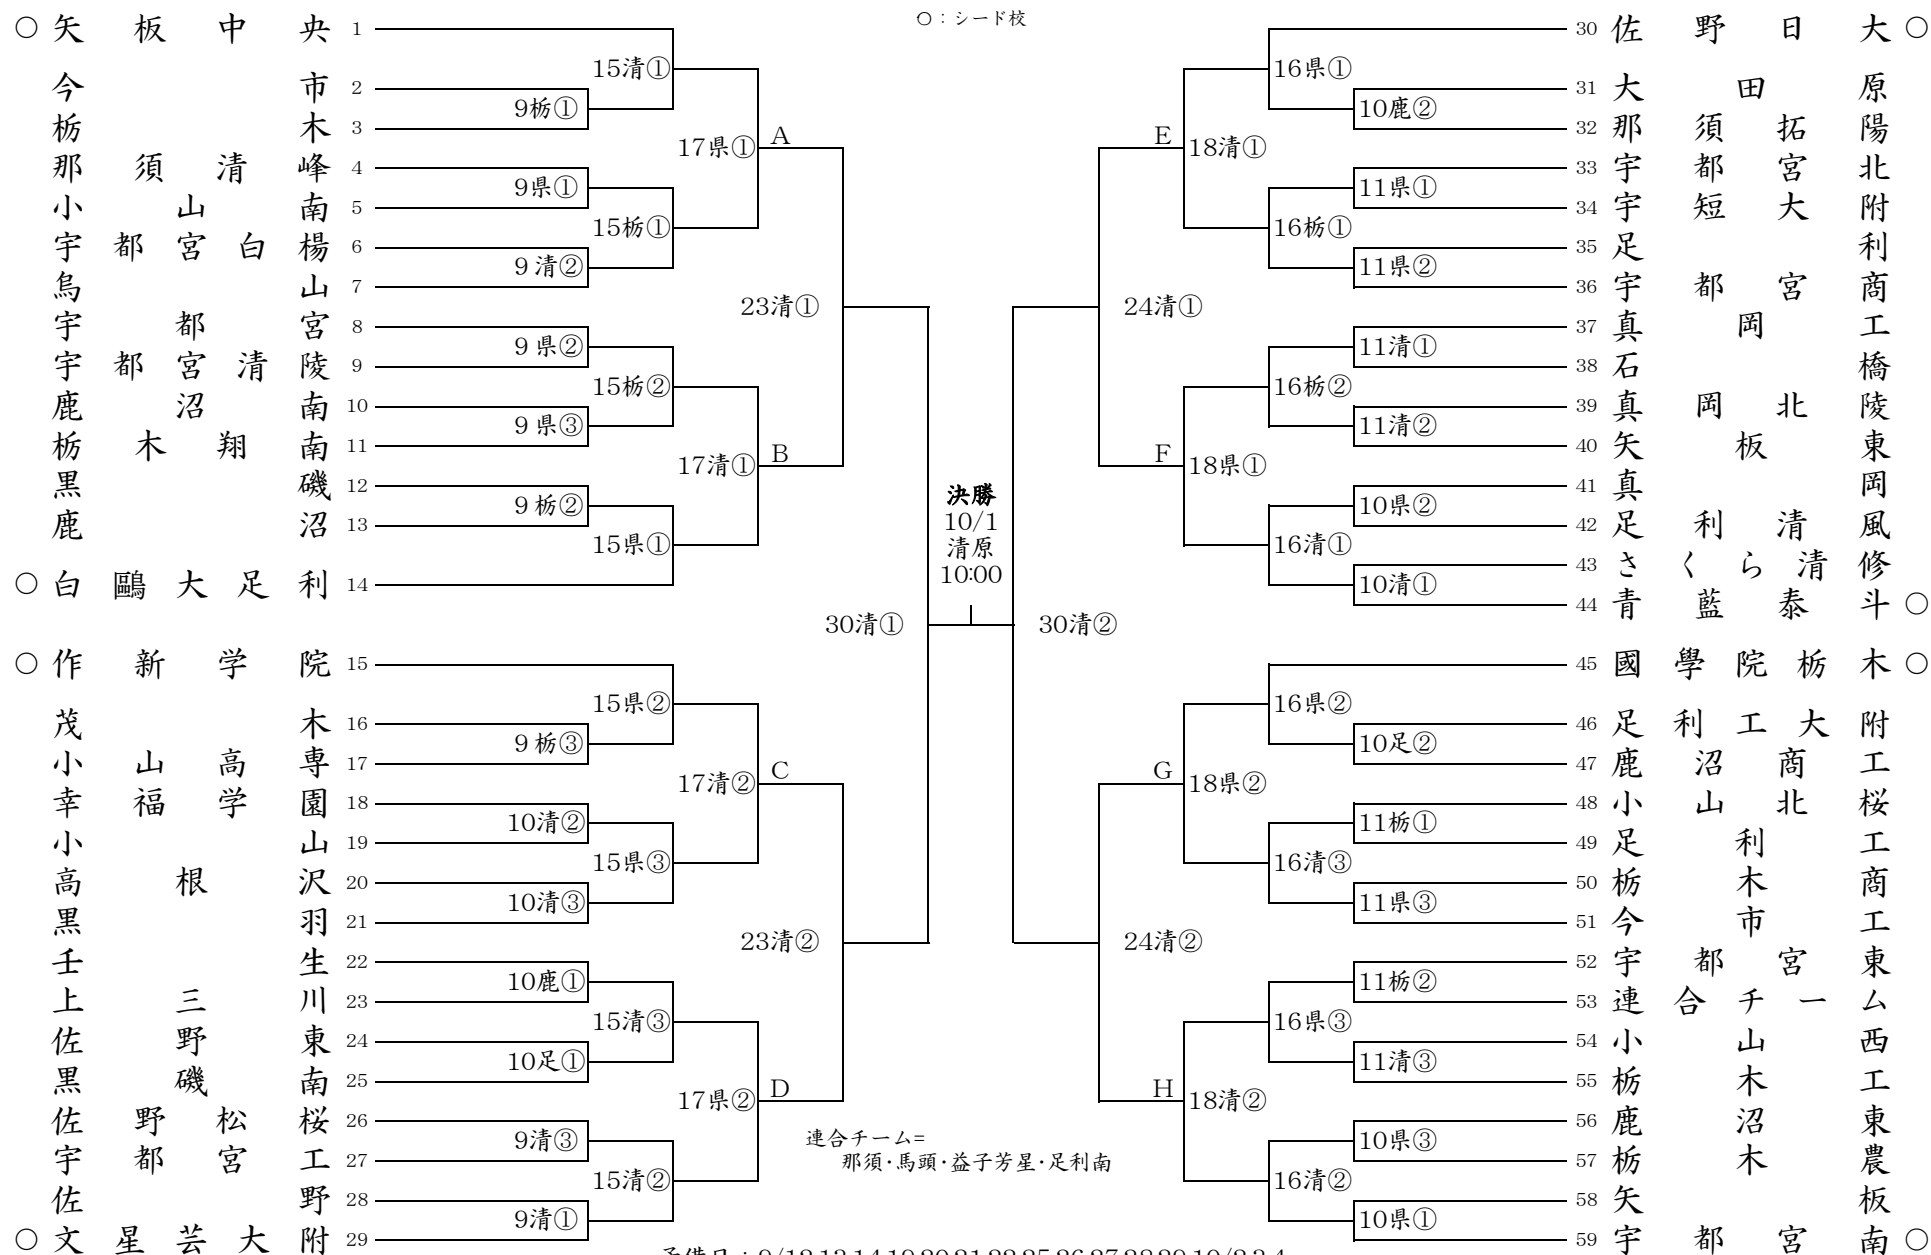 ○：シード校
○矢板中央 1
今市 2
栃木 3
那須清峰 4
小山南 5
宇都宮白楊 6
烏山 7
宇都宮 8
宇都宮清陵 9
鹿沼南 10
栃木翔南 11
黒磯 12
鹿沼 13
○白鷗大足利 14
○作新学院 15
茂木 16
小山高専 17
幸福学園 18
小山 19
高根沢 20
黒羽 21
壬生 22
上三川 23
佐野東 24
黒磯南 25
佐野松桜 26
宇都宮工 27
佐野 28
○文星芸大附 29
9栃①
9県①
9清②
9県②
9県③
9栃②
9栃③
10清②
10清③
10鹿①
10足①
9清③
9清①
15清①
15栃①
15栃②
15県①
15県②
15県③
15清③
15清②
17県① A
17清① B
17清② C
17県② D
23清①
23清②
30清①
決勝
10/1
清原
10:00
30清②
24清①
24清②
E 18清①
F 18県①
G 18県②
H 18清②
16県①
16栃①
16栃②
16清①
16県②
16清③
16県③
16清②
10鹿②
11県①
11県②
11清①
11清②
10県②
10清①
10足②
11栃①
11県③
11栃②
11清③
10県③
10県①
30 佐野日大○
31 大田原
32 那須拓陽
33 宇都宮北
34 宇短大附
35 足利
36 宇都宮商
37 真岡工
38 石橋
39 真岡北陵
40 矢板東
41 真岡
42 足利清風
43 さくら清修
44 青藍泰斗○
45 國學院栃木○
46 足利工大附
47 鹿沼商工
48 小山北桜
49 足利工
50 栃木商
51 今市工
52 宇都宮東
53 連合チーム
54 小山西
55 栃木工
56 鹿沼東
57 栃木農
58 矢板
59 宇都宮南○
連合チーム=
那須・馬頭・益子芳星・足利南
予備日：9/12,13,14,19,20,21,22,25,26,27,28,29,10/2,3,4